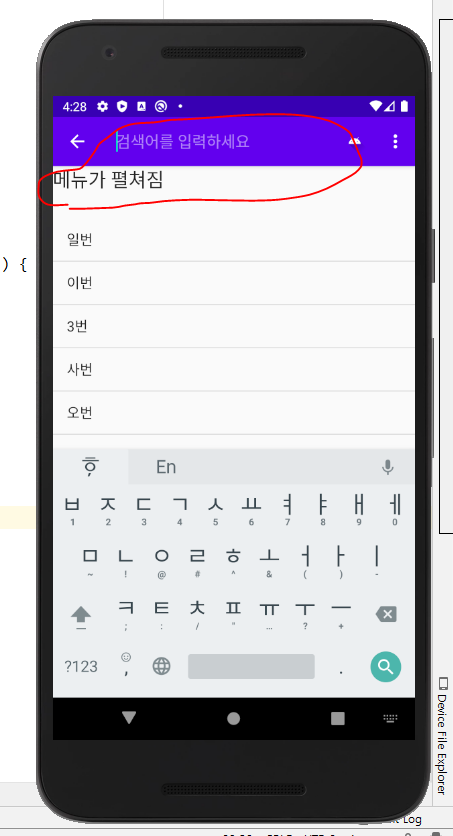 4:28
검색어를 입력하세요
메뉴가 펼쳐짐
) {
일번
이번
3번
사번
오번
ㅎ En
ㅂ ㅈ ㄷ ㄱ ㅅ ㅛ ㅕ ㅑ ㅐ ㅔ
1 2 3 4 5 6 7 8 9 0
ㅁ ㄴ ㅇ ㄹ ㅎ ㅗ ㅓ ㅏ ㅣ
~ ! @ # ^ & ( ) -
ㅋ ㅌ ㅊ ㅍ ㅠ ㅜ ㅡ
; : / " ... ? +
?123 , .
Device File Explorer
Log